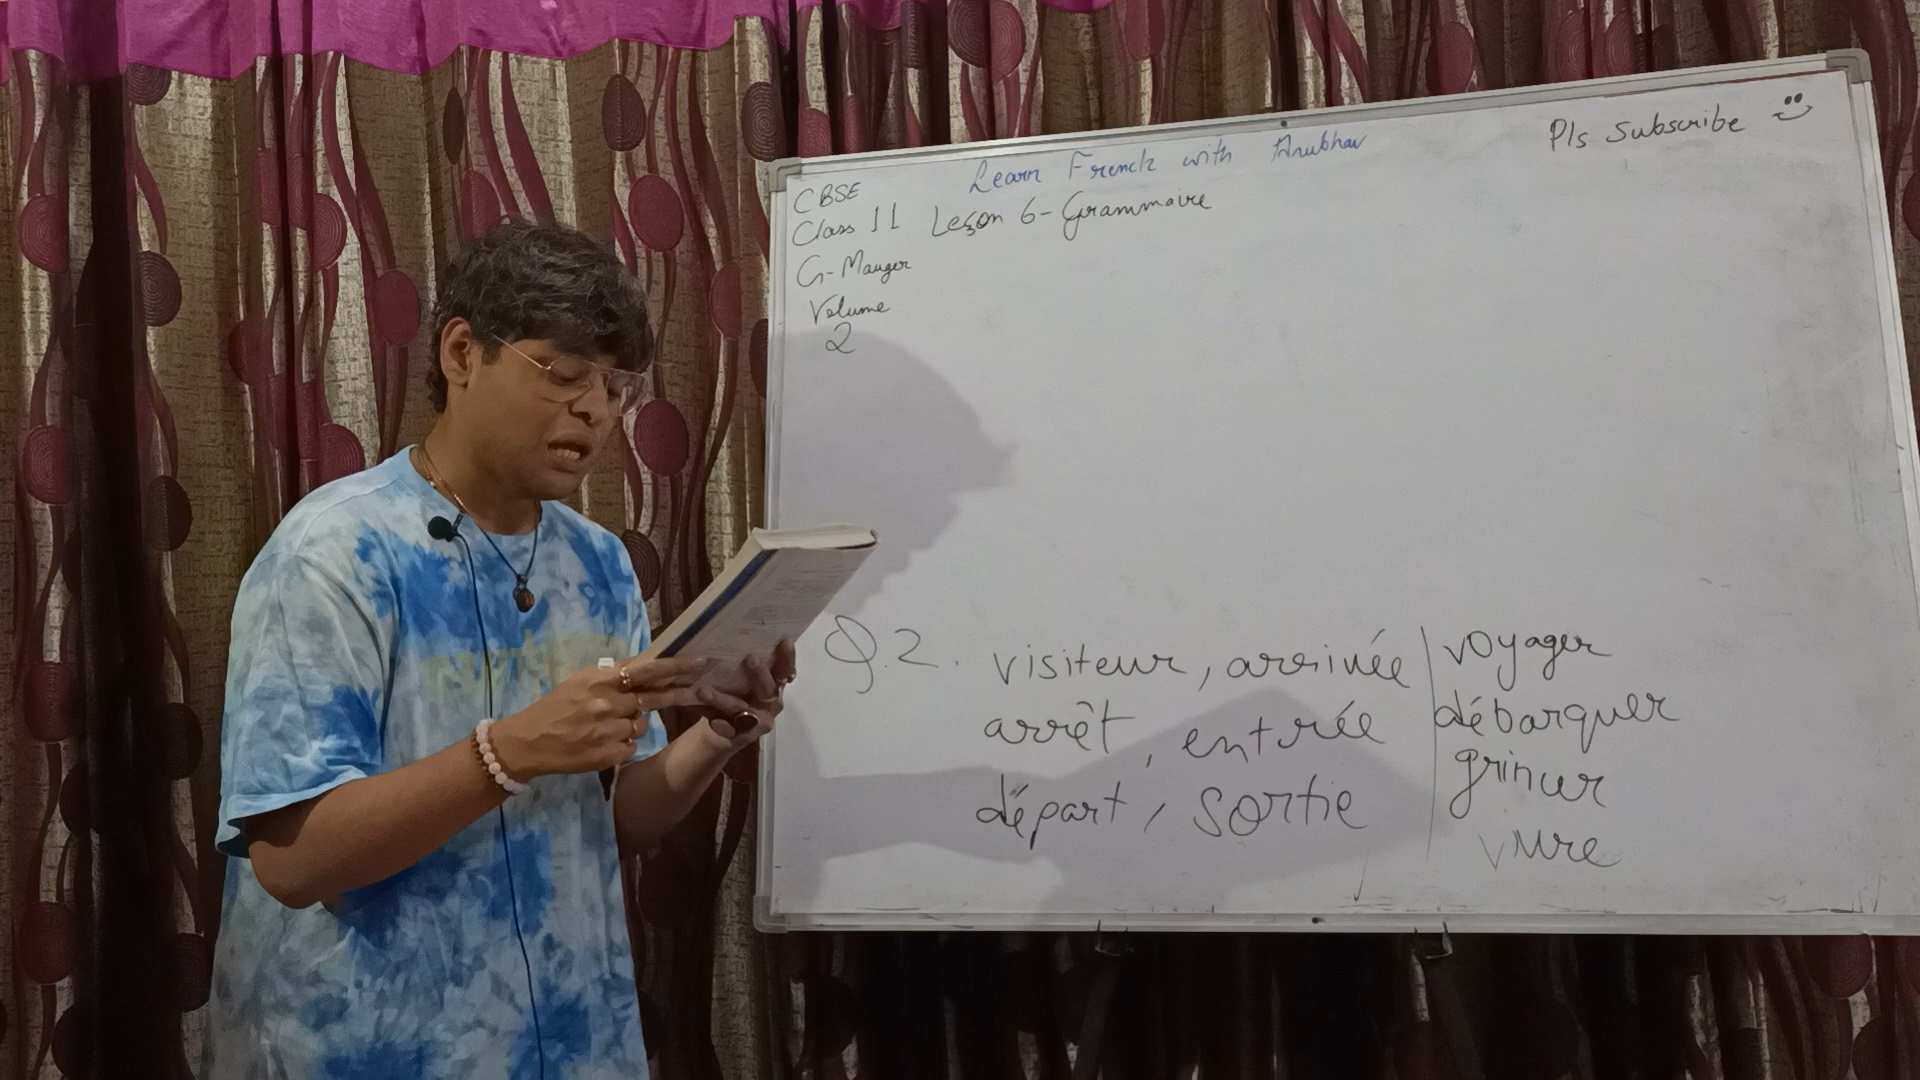 Learn French with Anubhav
Pls Subscribe
CBSE
Class 11 Leçon 6- Grammaire
G-Mauger
Volume
2
Q.2. visiteur, arrivée
arrêt, entrée
départ, sortie
voyager
débarquer
grincer
vivre